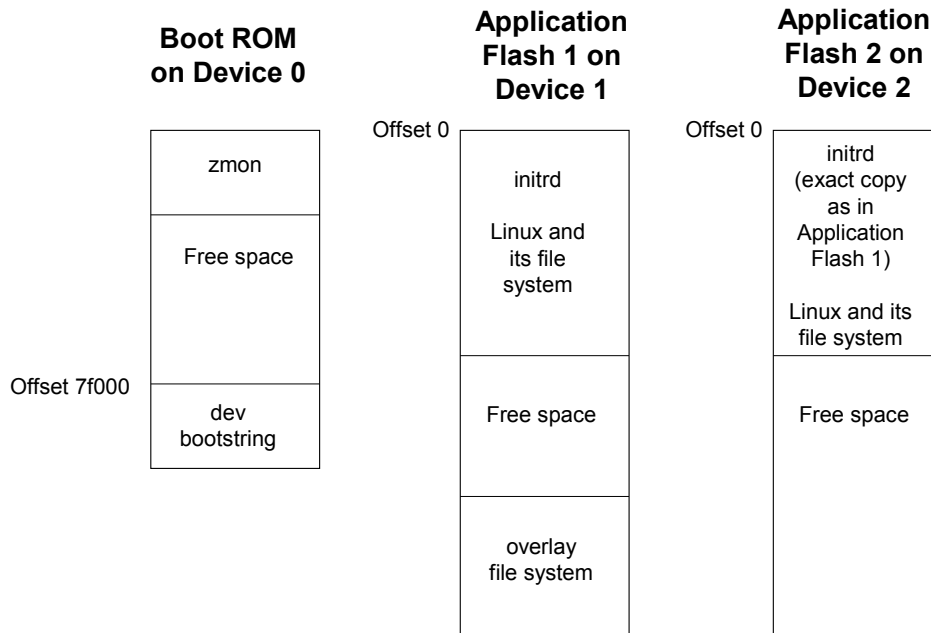 Boot ROM
on Device 0
zmon
Free space
Offset 7f000
dev
bootstring
Application
Flash 1 on
Device 1
Offset 0
initrd
Linux and
its file
system
Free space
overlay
file system
Application
Flash 2 on
Device 2
Offset 0
initrd
(exact copy
as in
Application
Flash 1)
Linux and its
file system
Free space